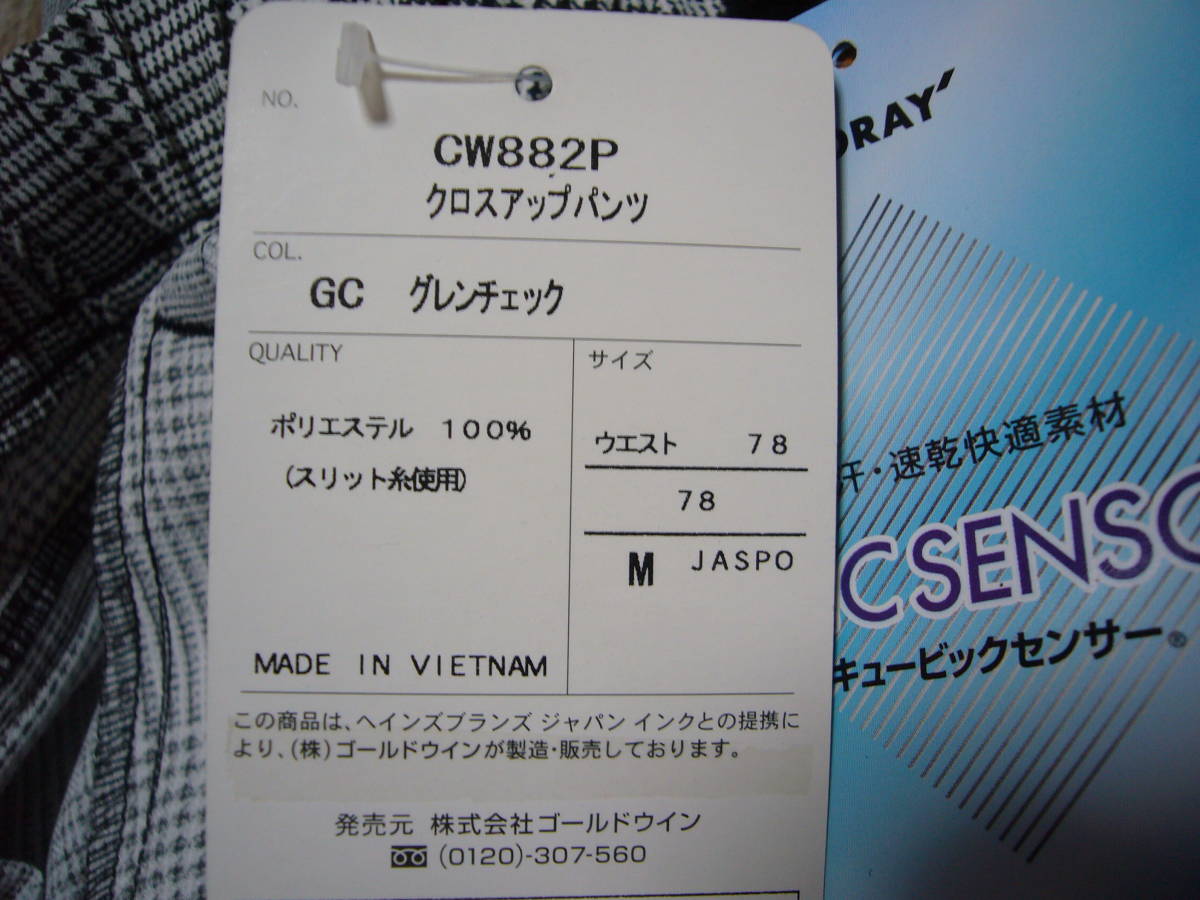 NO.
CW882P
クロスアップパンツ
COL.
GC グレンチェック
QUALITY
ポリエステル 100%
(スリット糸使用)
MADE IN VIETNAM
サイズ
ウエスト 78
78
M JASPO
この商品は、ヘインズブランズ ジャパン インクとの提携に
より、(株)ゴールドウインが製造・販売しております。
発売元 株式会社ゴールドウイン
(0120)-307-560
ORAY
汗・速乾快適素材
C SENSO
キュービックセンサー®